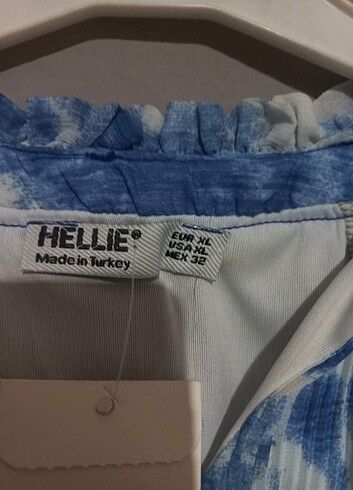 HELLIE®
Made in Turkey
EUR XL
USA XL
MEX 32